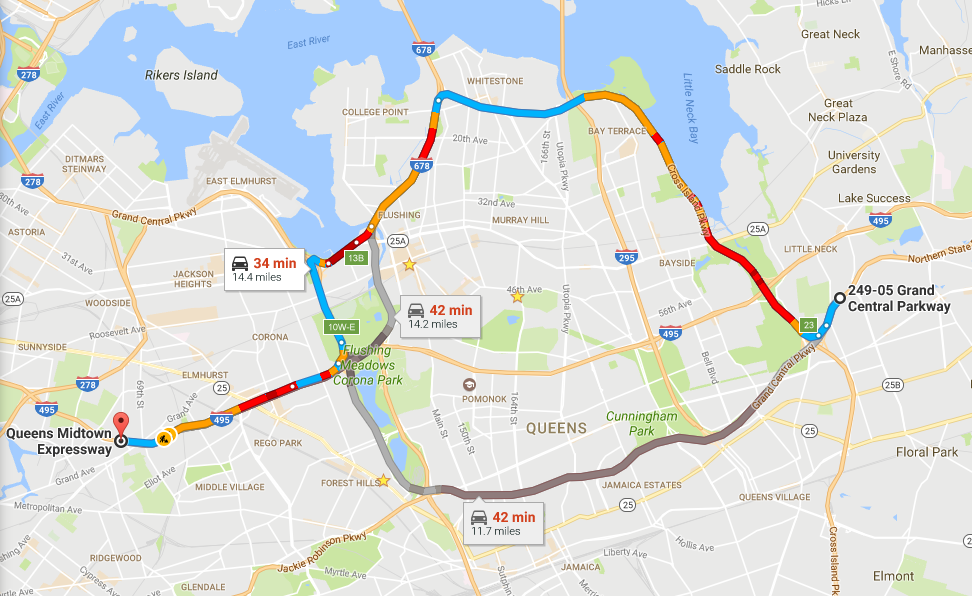 Hicks Ln
Great Neck
East River
678
278
Rikers Island
WHITESTONE
Saddle Rock
Manhasse
E Shore Rd
East River
Little Neck Bay
COLLEGE POINT
Great
Neck Plaza
20th Ave
166th St
Utopia Pkwy
BAY TERRACE
DITMARS
STEINWAY
678
University
Gardens
278
EAST ELMHURST
Cross Island Pkwy
30th Ave
Grand Central Pkwy
32nd Ave
Lake Success
FLUSHING
MURRAY HILL
495
ASTORIA
25A
25A
31st Ave
13B
295
BAYSIDE
LITTLE NECK
Northern State
34 min
14.4 miles
JACKSON
HEIGHTS
46th Ave
249-05 Grand
Central Parkway
25A
WOODSIDE
42 min
14.2 miles
56th Ave
Roosevelt Ave
10W-E
Utopia Pkwy
23
495
CORONA
SUNNYSIDE
Flushing
Meadows
Corona Park
Bell Blvd
ELMHURST
278
69th St
25
Grand Central Pkwy
25B
POMONOK
164th St
495
Grand Ave
495
Main St
Cunningham
Park
Queens Midtown
Expressway
150th St
QUEENS
25
REGO PARK
Floral Park
Grand Ave
Eliot Ave
MIDDLE VILLAGE
FOREST HILLS
JAMAICA ESTATES
QUEENS VILLAGE
Metropolitan Ave
25
42 min
11.7 miles
Jackie Robinson Pkwy
Hollis Ave
Liberty Ave
RIDGEWOOD
JAMAICA
Myrtle Ave
Cypress Ave
GLENDALE
Elmont
Cross Island Pk